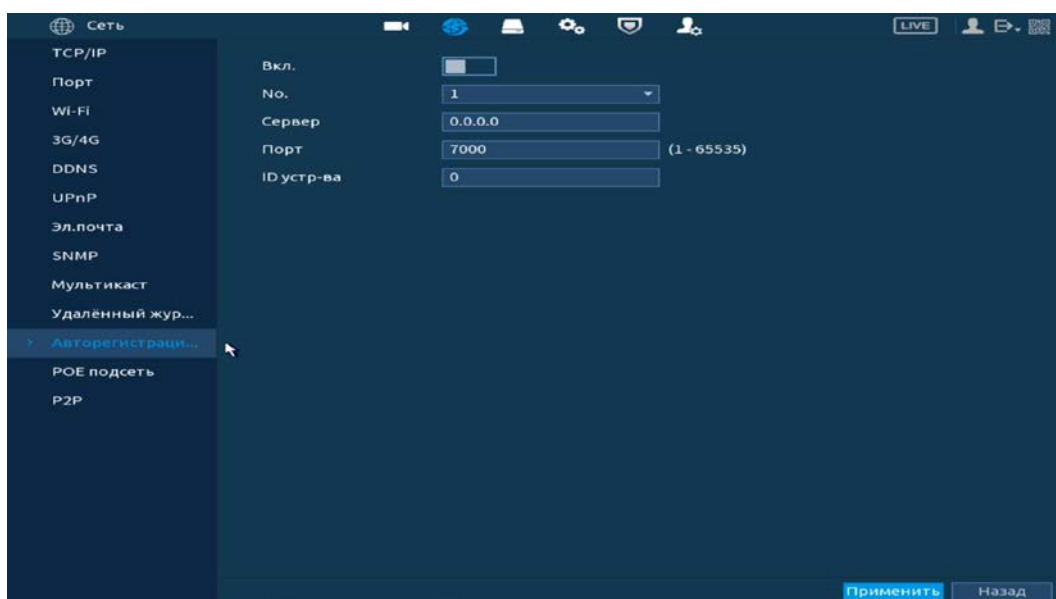 Сеть
LIVE
TCP/IP
Порт
Wi-Fi
3G/4G
DDNS
UPnP
Эл.почта
SNMP
Мультикаст
Удалённый жур...
Авторегистраци...
POE подсеть
P2P
Вкл.
No. 1
Сервер 0.0.0.0
Порт 7000 (1 - 65535)
ID устр-ва 0
Применить Назад